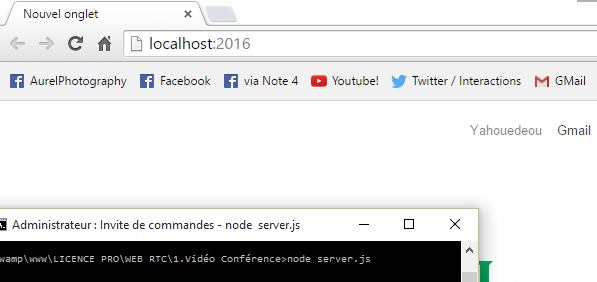 Nouvel onglet
localhost:2016
AurelPhotography Facebook via Note 4 Youtube! Twitter / Interactions GMail
Yahouedeou Gmail
Administrateur : Invite de commandes - node server.js
wamp\www\LICENCE PRO\WEB RTC\1.Vidéo Conférence>node server.js